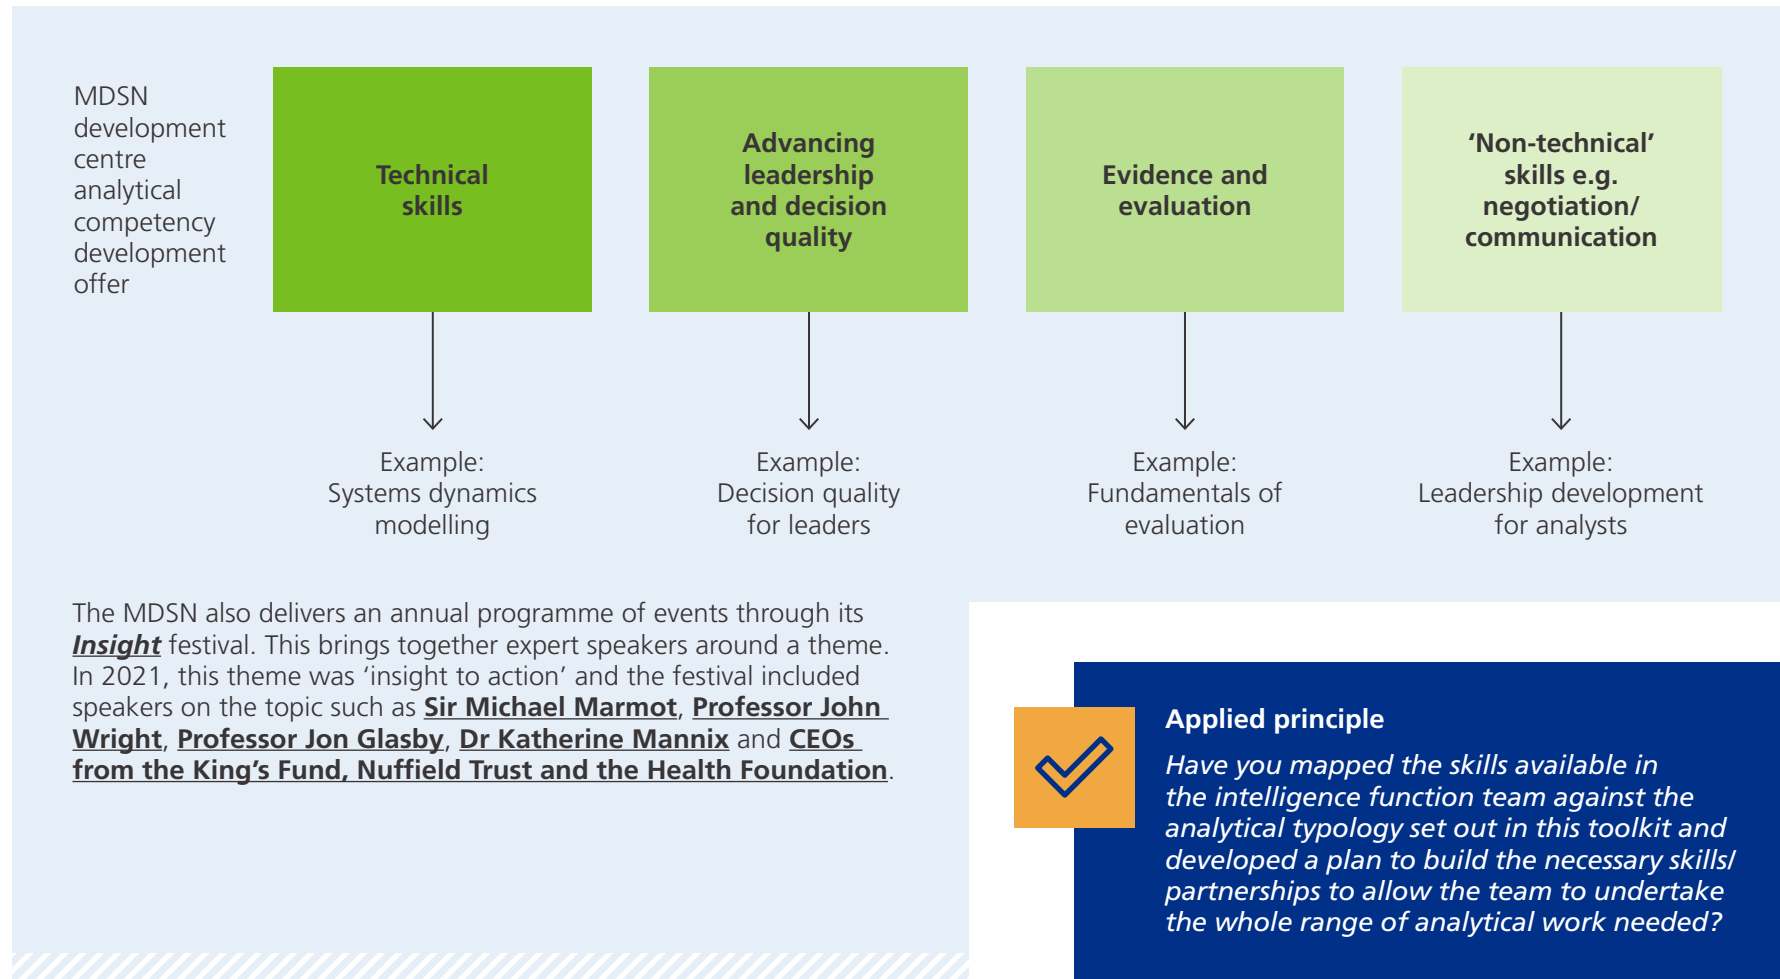 MDSN
development
centre
analytical
competency
development
offer
Technical
skills
Advancing
leadership
and decision
quality
Evidence and
evaluation
‘Non-technical’
skills e.g.
negotiation/
communication
Example:
Systems dynamics
modelling
Example:
Decision quality
for leaders
Example:
Fundamentals of
evaluation
Example:
Leadership development
for analysts
The MDSN also delivers an annual programme of events through its
Insight festival. This brings together expert speakers around a theme.
In 2021, this theme was ‘insight to action’ and the festival included
speakers on the topic such as Sir Michael Marmot, Professor John
Wright, Professor Jon Glasby, Dr Katherine Mannix and CEOs
from the King’s Fund, Nuffield Trust and the Health Foundation.
Applied principle
Have you mapped the skills available in
the intelligence function team against the
analytical typology set out in this toolkit and
developed a plan to build the necessary skills/
partnerships to allow the team to undertake
the whole range of analytical work needed?